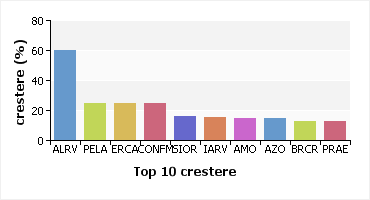 80
60
40
20
0
crestere (%)
ALRV PELA ERCA CONFM SIOR IARV AMO AZO BRCR PRAE
Top 10 crestere